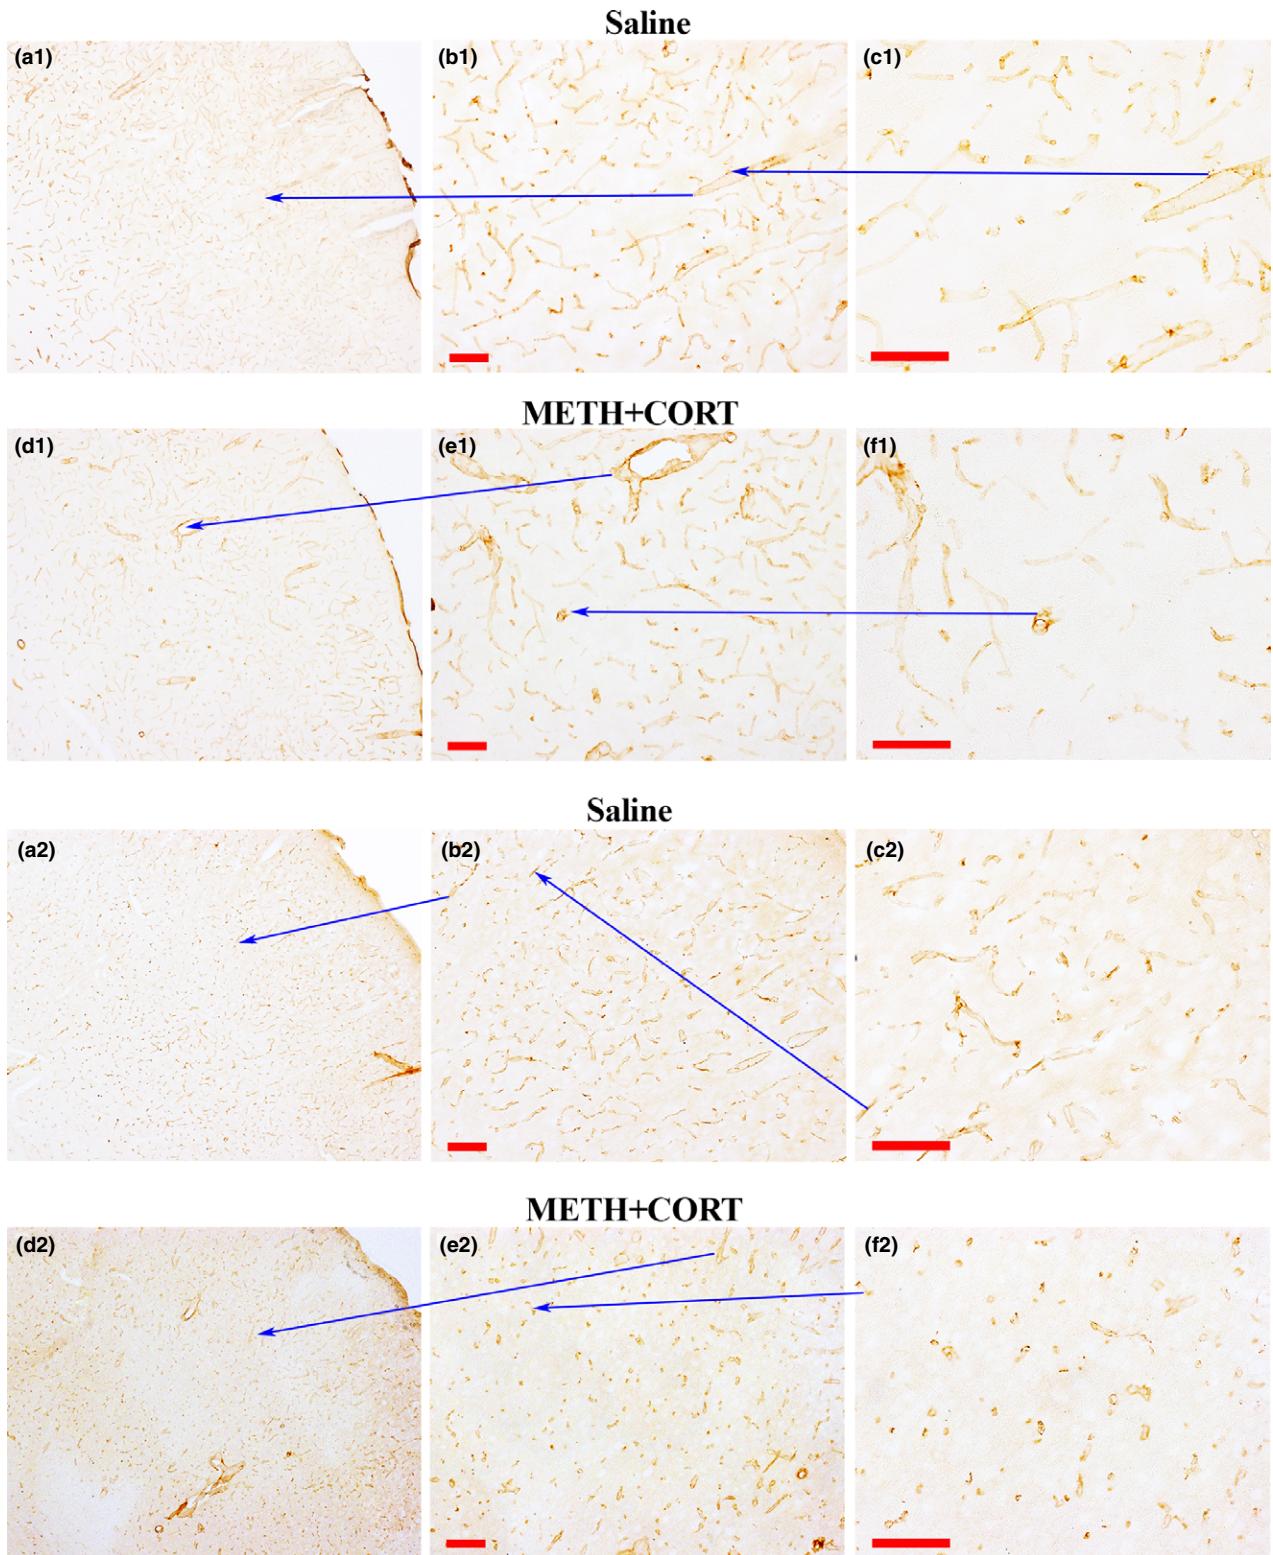 Saline
(a1) (b1) (c1)
METH+CORT
(d1) (e1) (f1)
Saline
(a2) (b2) (c2)
METH+CORT
(d2) (e2) (f2)